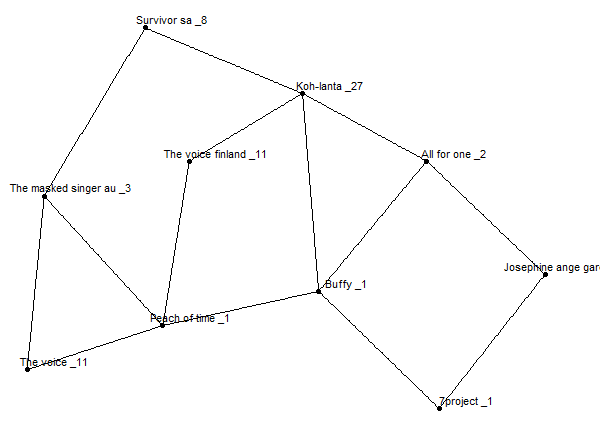 Survivor sa _8
Koh-lanta _27
The voice finland _11
All for one _2
The masked singer au _3
Josephine ange gar
Buffy _1
Peach of time _1
The voice _11
7project _1